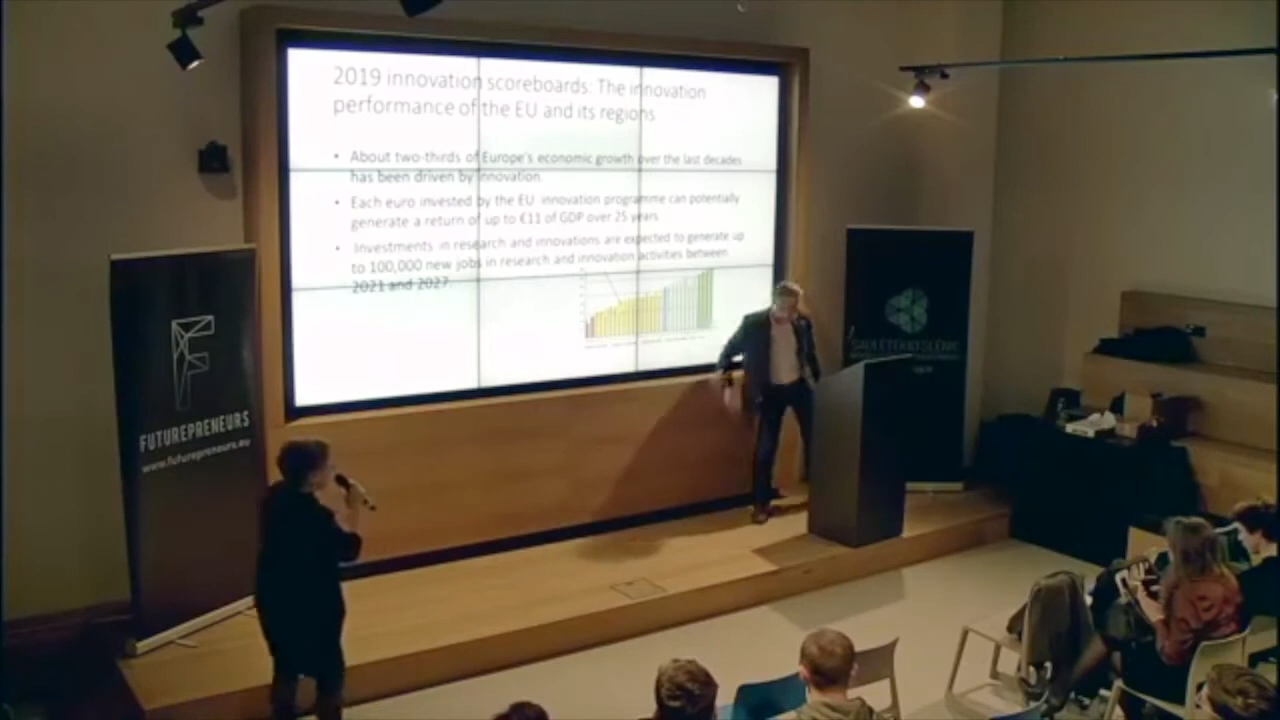 2019 innovation scoreboards: The innovation
performance of the EU and its regions
• About two-thirds of Europe's economic growth over the last decades
has been driven by innovation.
• Each euro invested by the EU innovation programme can potentially
generate a return of up to €11 of GDP over 25 years
• Investments in research and innovations are expected to generate up
to 100,000 new jobs in research and innovation activities between
2021 and 2027.
F
FUTUREPRENEURS
www.futurepreneurs.eu